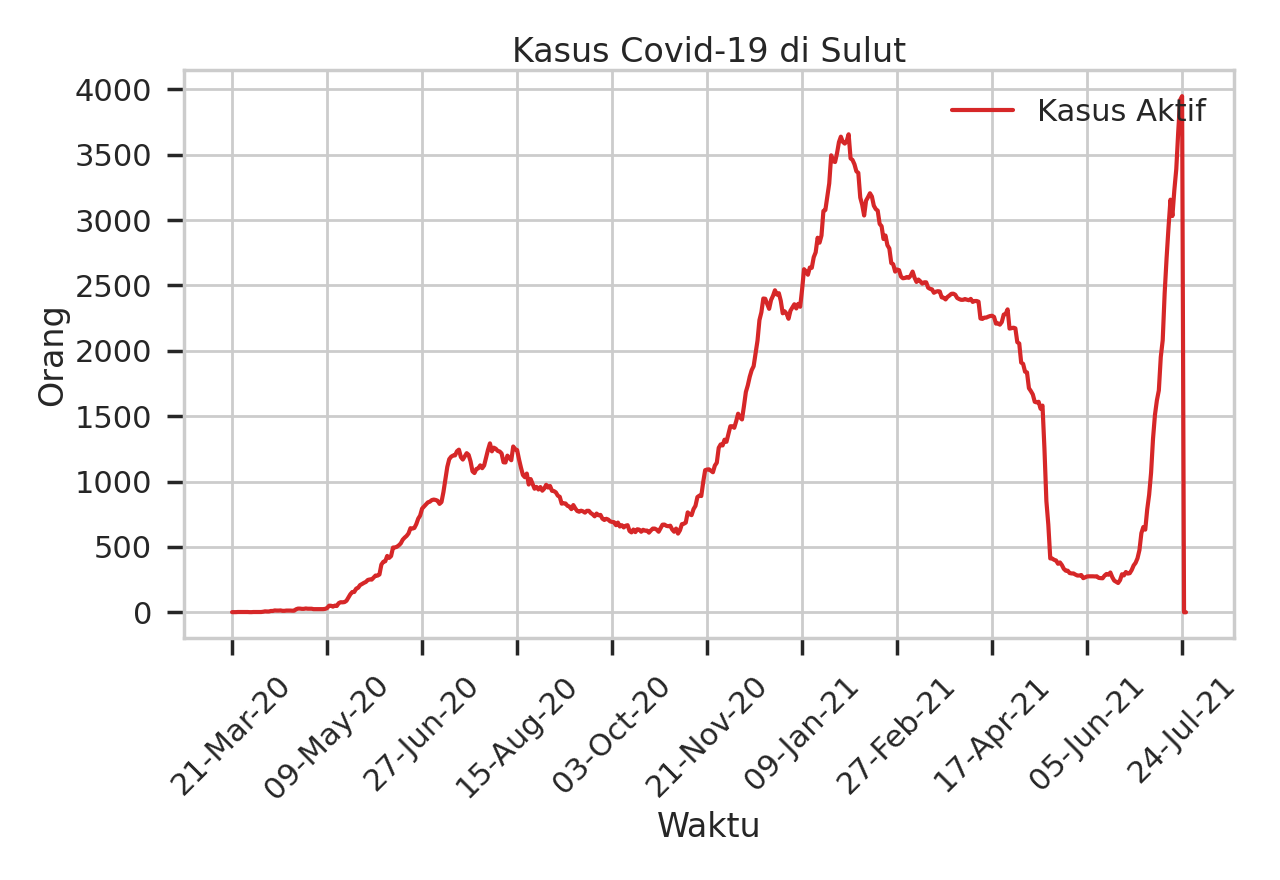 Kasus Covid-19 di Sulut
Kasus Aktif
Orang
4000
3500
3000
2500
2000
1500
1000
500
0
21-Mar-20
09-May-20
27-Jun-20
15-Aug-20
03-Oct-20
21-Nov-20
09-Jan-21
27-Feb-21
17-Apr-21
05-Jun-21
24-Jul-21
Waktu